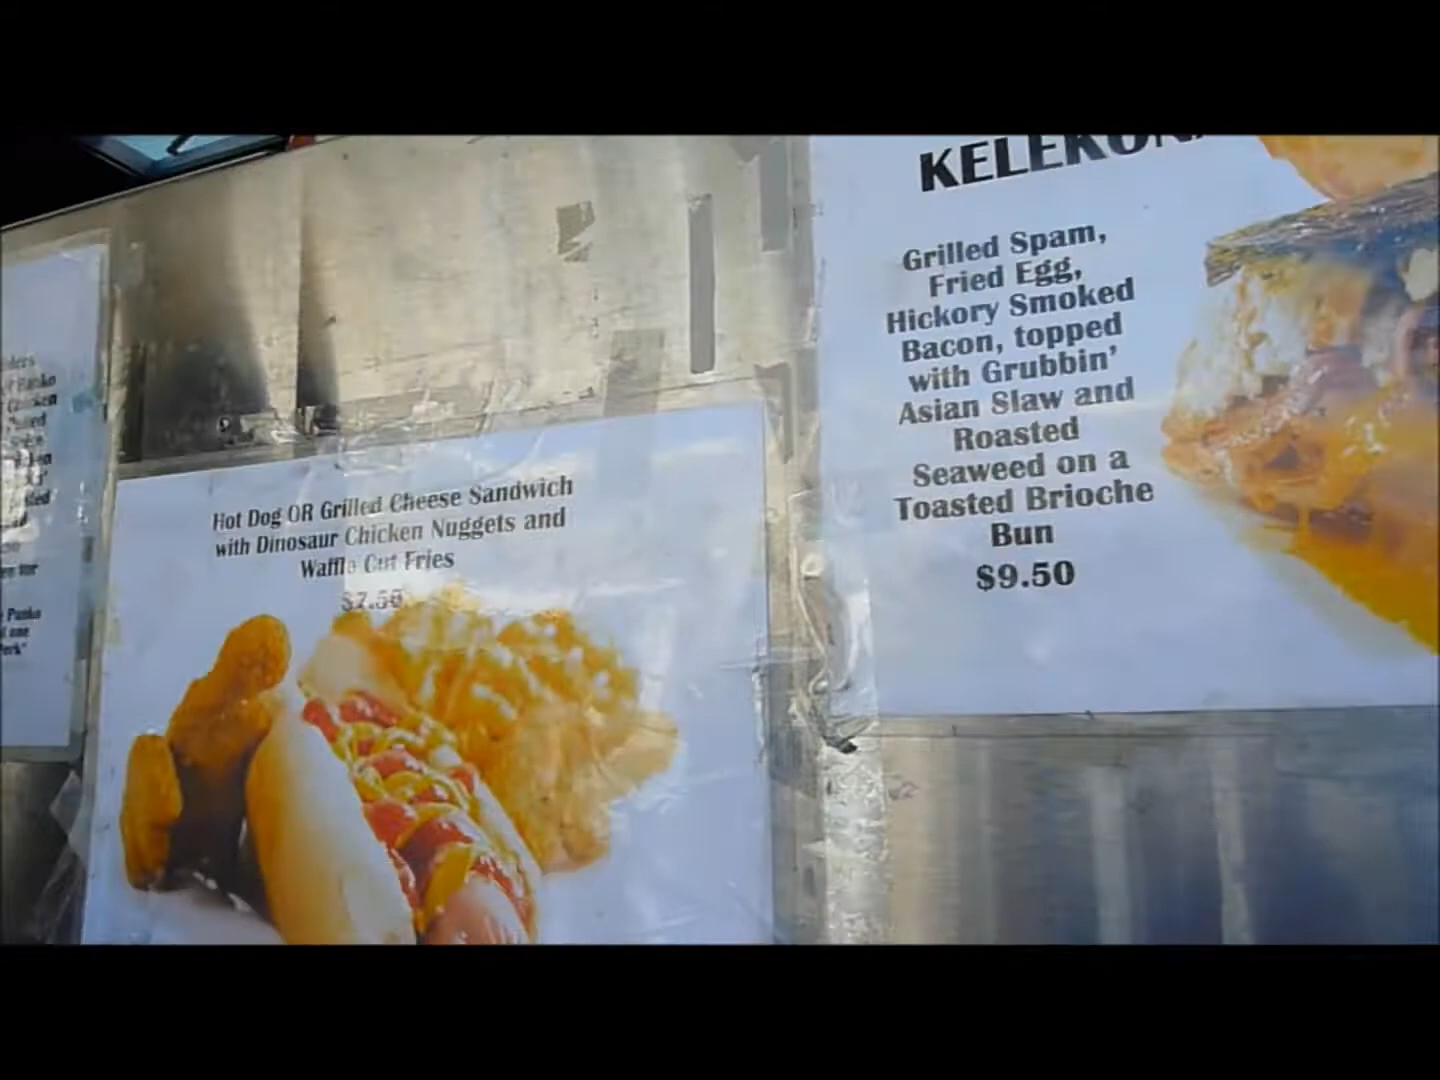 Hot Dog OR Grilled Cheese Sandwich
with Dinosaur Chicken Nuggets and
Waffle Cut Fries
$7.50
Grilled Spam,
Fried Egg,
Hickory Smoked
Bacon, topped
with Grubbin'
Asian Slaw and
Roasted
Seaweed on a
Toasted Brioche
Bun
$9.50